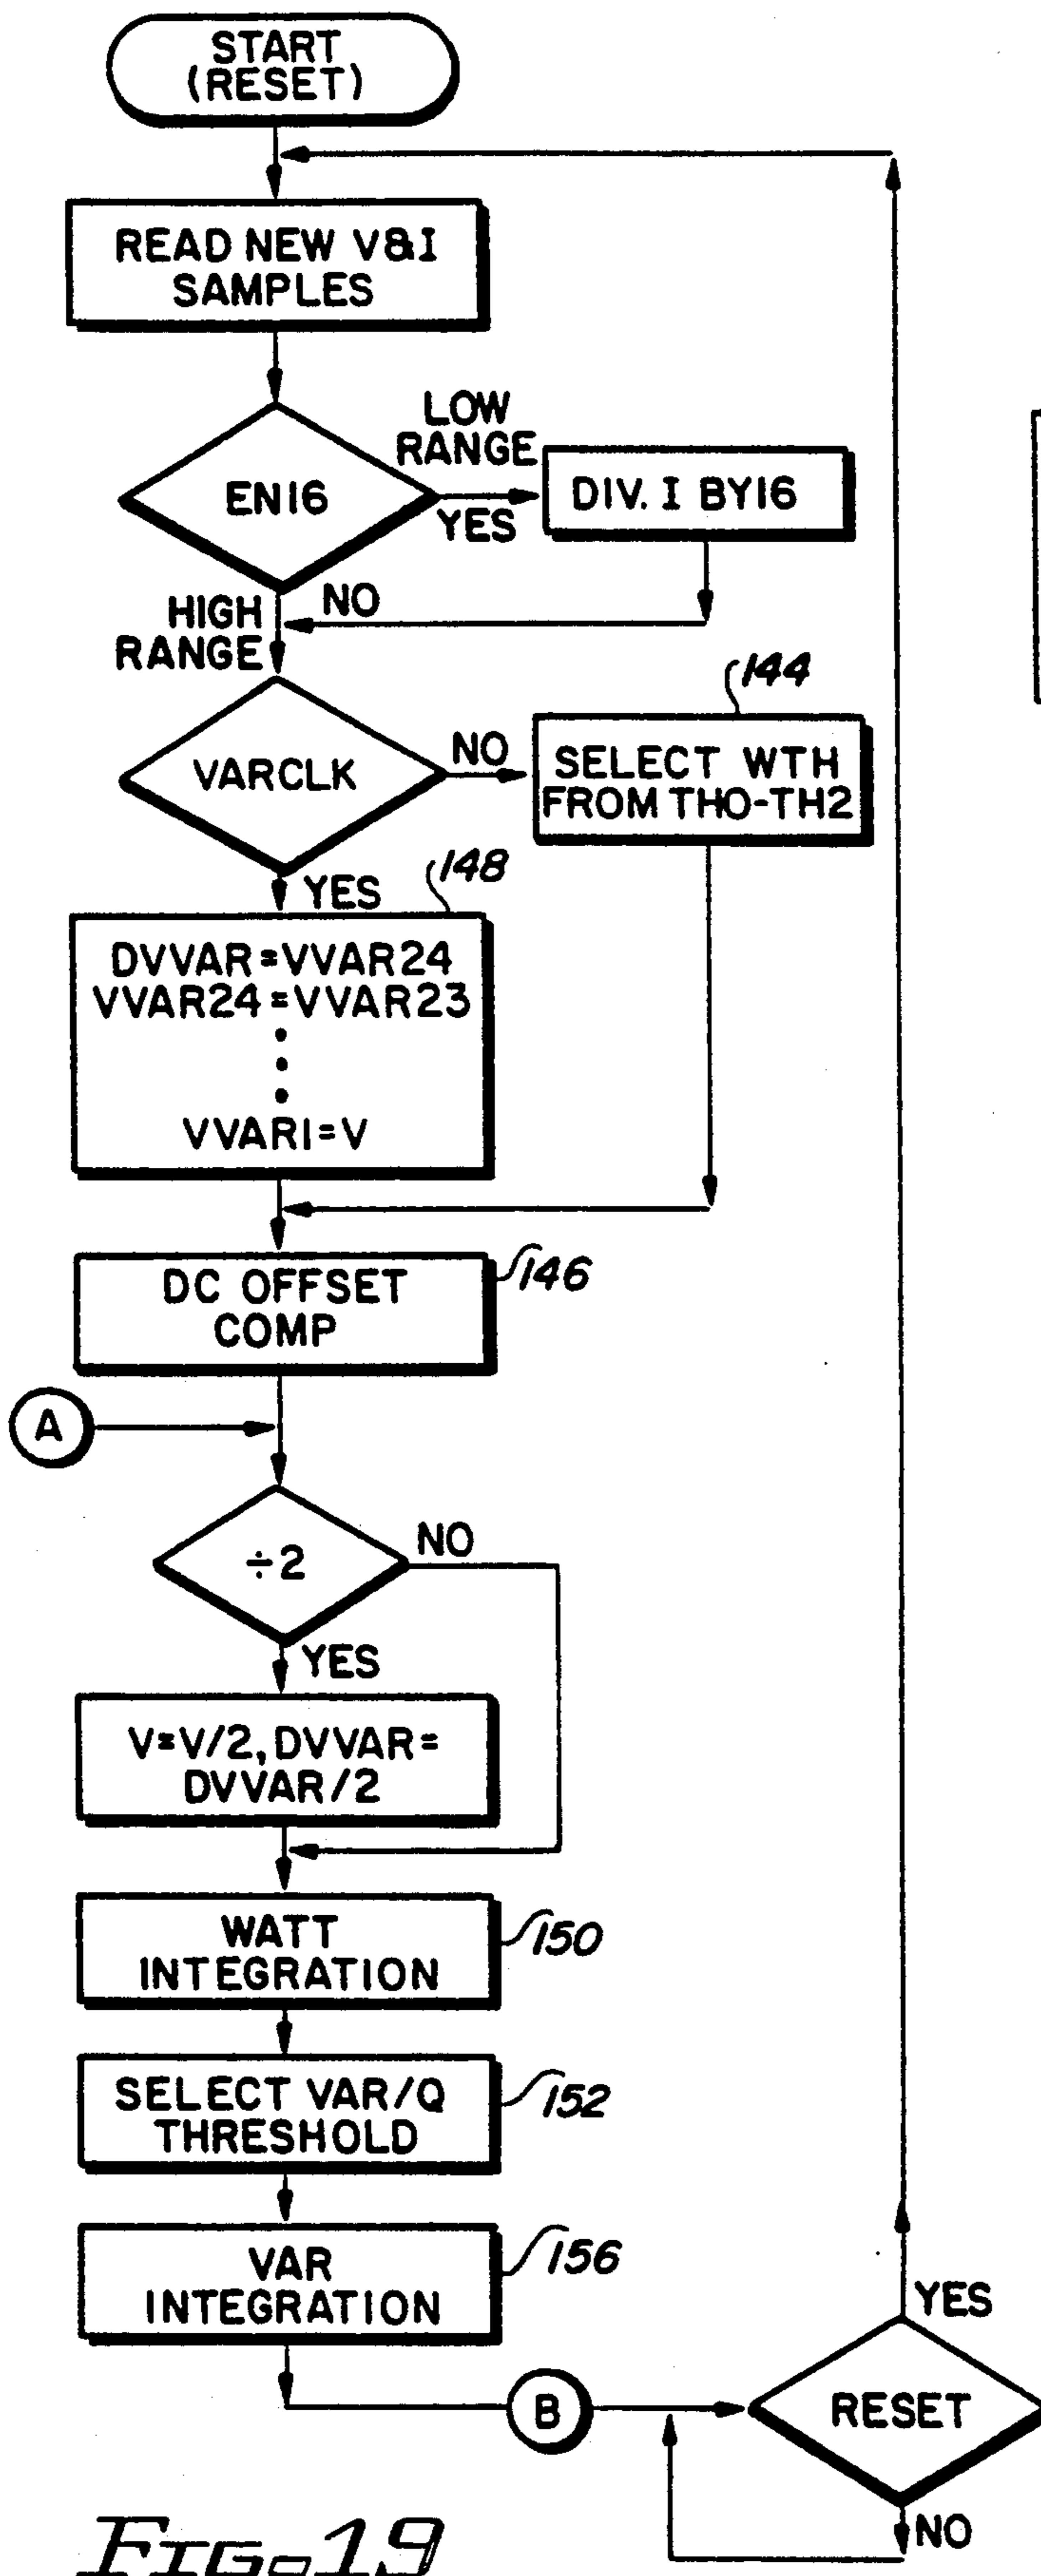 START
(RESET)
READ NEW V&I
SAMPLES
EN16
LOW
RANGE
YES
DIV. I BY16
HIGH
RANGE
NO
VARCLK
NO
144
SELECT WTH
FROM TH0-TH2
YES
148
DVVAR=VVAR24
VVAR24=VVAR23
VVAR1=V
DC OFFSET
COMP
146
A
÷2
NO
YES
V=V/2, DVVAR=
DVVAR/2
WATT
INTEGRATION
150
SELECT VAR/Q
THRESHOLD
152
VAR
INTEGRATION
156
B
RESET
YES
NO
FIG. 19